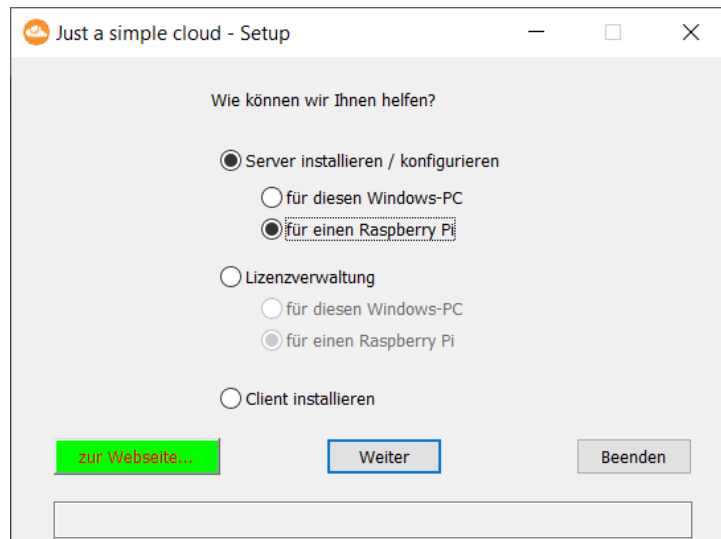 Just a simple cloud - Setup
Wie können wir Ihnen helfen?
Server installieren / konfigurieren
für diesen Windows-PC
für einen Raspberry Pi
Lizenzverwaltung
für diesen Windows-PC
für einen Raspberry Pi
Client installieren
zur Webseite... Weiter Beenden